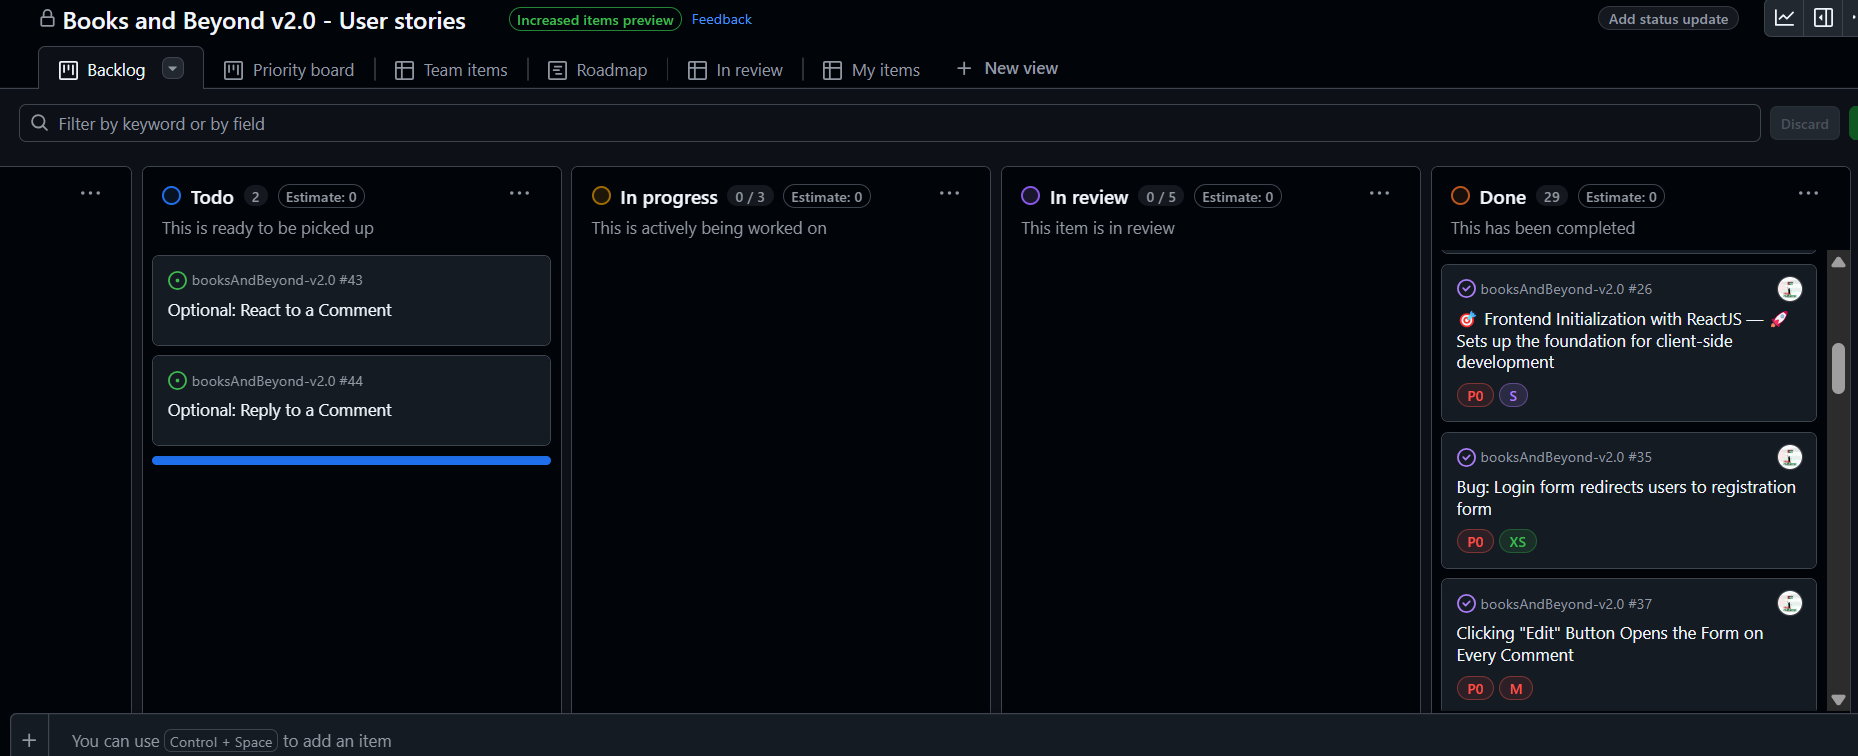 Books and Beyond v2.0 - User stories
Increased items preview
Feedback
Add status update
Backlog
Priority board
Team items
Roadmap
In review
My items
New view
Filter by keyword or by field
Discard
Todo 2 Estimate: 0
This is ready to be picked up
booksAndBeyond-v2.0 #43
Optional: React to a Comment
booksAndBeyond-v2.0 #44
Optional: Reply to a Comment
In progress 0 / 3 Estimate: 0
This is actively being worked on
In review 0 / 5 Estimate: 0
This item is in review
Done 29 Estimate: 0
This has been completed
booksAndBeyond-v2.0 #26
🎯 Frontend Initialization with ReactJS — 🚀
Sets up the foundation for client-side
development
P0 S
booksAndBeyond-v2.0 #35
Bug: Login form redirects users to registration
form
P0 XS
booksAndBeyond-v2.0 #37
Clicking "Edit" Button Opens the Form on
Every Comment
P0 M
You can use Control + Space to add an item